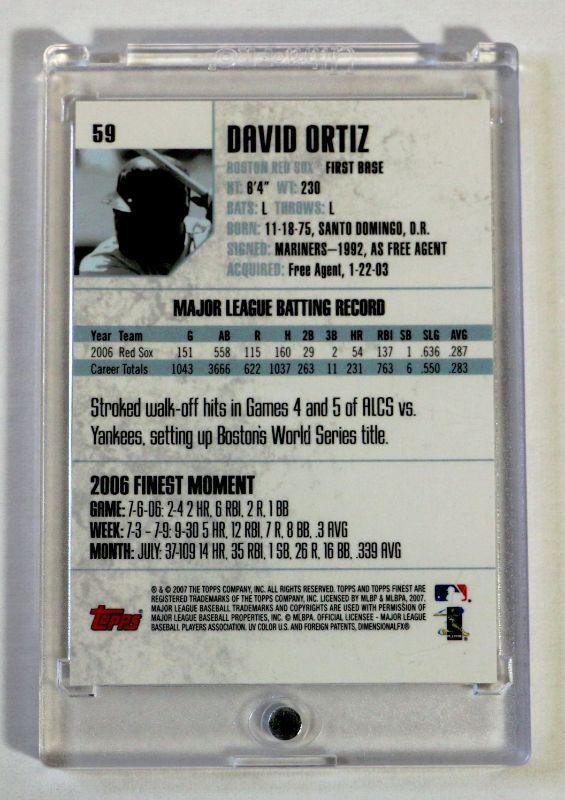 59
DAVID ORTIZ
BOSTON RED SOX® FIRST BASE
HT: 6'4" WT: 230
BATS: L THROWS: L
BORN: 11-18-75, SANTO DOMINGO, D.R.
SIGNED: MARINERS–1992, AS FREE AGENT
ACQUIRED: Free Agent, 1-22-03
MAJOR LEAGUE BATTING RECORD
Year Team G AB R H 2B 3B HR RBI SB SLG AVG
2006 Red Sox 151 558 115 160 29 2 54 137 1 .636 .287
Career Totals 1043 3666 622 1037 263 11 231 763 6 .550 .283
Stroked walk-off hits in Games 4 and 5 of ALCS vs.
Yankees, setting up Boston's World Series title.
2006 FINEST MOMENT
GAME: 7-6-06: 2-4 2 HR, 6 RBI, 2 R, 1 BB
WEEK: 7-3 – 7-9: 9-30 5 HR, 12 RBI, 7 R, 8 BB, .3 AVG
MONTH: JULY: 37-109 14 HR, 35 RBI, 1 SB, 26 R, 16 BB, .339 AVG
® & © 2007 THE TOPPS COMPANY, INC. ALL RIGHTS RESERVED. TOPPS AND TOPPS FINEST ARE
REGISTERED TRADEMARKS OF THE TOPPS COMPANY, INC. LICENSED BY MLBP & MLBPA, 2007.
MAJOR LEAGUE BASEBALL TRADEMARKS AND COPYRIGHTS ARE USED WITH PERMISSION OF
MAJOR LEAGUE BASEBALL PROPERTIES, INC. © MLBPA. OFFICIAL LICENSEE - MAJOR LEAGUE
BASEBALL PLAYERS ASSOCIATION. UV COLOR U.S. AND FOREIGN PATENTS, DIMENSIONALFX®
Topps